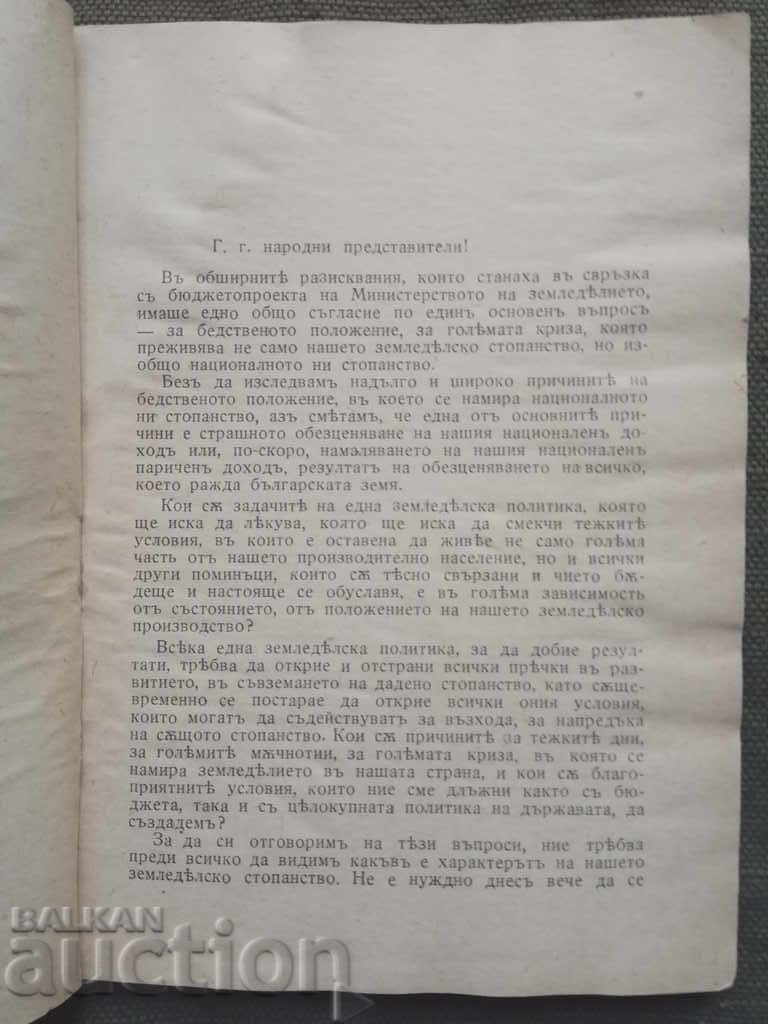 Г. г. народни представители!
Въ обширнитѣ разисквания, които станаха въ свръзка
съ бюджетопроекта на Министерството на земледѣлието,
имаше едно общо съгласие по единъ основенъ въпросъ
— за бедственото положение, за голѣмата криза, която
преживява не само нашето земледѣлско стопанство, но из-
общо националното ни стопанство.
Безъ да изследвамъ надълго и широко причинитѣ на
бедственото положение, въ което се намира националното
ни стопанство, азъ смѣтамъ, че една отъ основнитѣ при-
чини е страшното обезценяване на нашия националенъ до-
ходъ или, по-скоро, намаляването на нашия националенъ
париченъ доходъ, резултатъ на обезценяването на всичко,
което ражда българската земя.
Кои сѫ задачитѣ на една земледѣлска политика, която
ще иска да лѣкува, която ще иска да смекчи тежкитѣ
условия, въ които е оставена да живѣе не само голѣма
часть отъ нашето производително население, но и всички
други поминъци, които сѫ тѣсно свързани и чието бѫ-
деще и настояще се обуславя, е въ голѣма зависимость
отъ състоянието, отъ положението на нашето земледѣлско
производство?
Всѣка една земледѣлска политика, за да добие резул-
тати, трѣбва да открие и отстрани всички прѣчки въ раз-
витието, въ съвземането на дадено стопанство, като сѫще-
временно се постарае да открие всички ония условия,
които могатъ да съдействуватъ за възхода, за напредъка
на сѫщото стопанство. Кои сѫ причинитѣ за тежките дни,
за голѣмитѣ мѫчнотии, за голѣмата криза, въ която се
намира земледѣлието въ нашата страна, и кои сѫ благо-
приятнитѣ условия, които ние сме длъжни както съ бю-
джета, така и съ цѣлокупната политика на държавата, да
създадемъ?
За да си отговоримъ на тѣзи въпроси, ние трѣбва
преди всичко да видимъ какъвъ е характерътъ на нашето
земледѣлско стопанство. Не е нуждно днесъ вече да се
BALKAN
auction